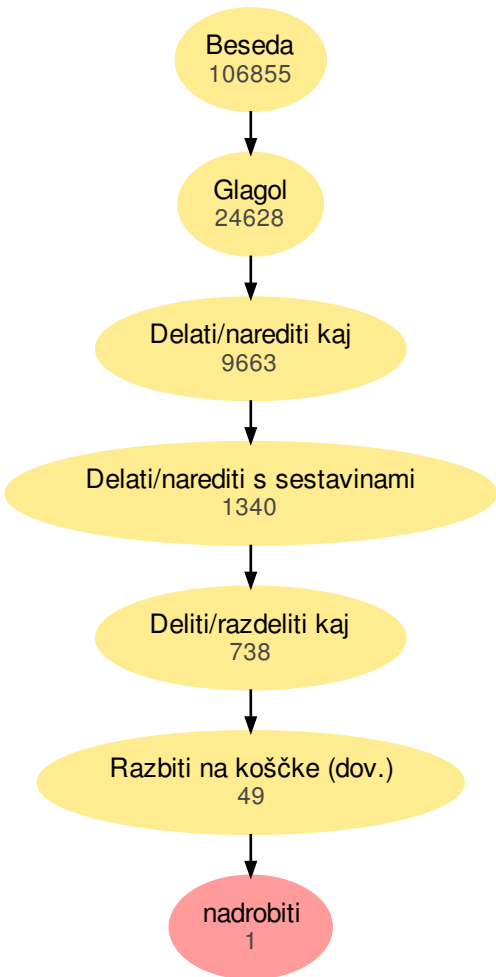 Beseda
106855
Glagol
24628
Delati/narediti kaj
9663
Delati/narediti s sestavinami
1340
Deliti/razdeliti kaj
738
Razbiti na koščke (dov.)
49
nadrobiti
1